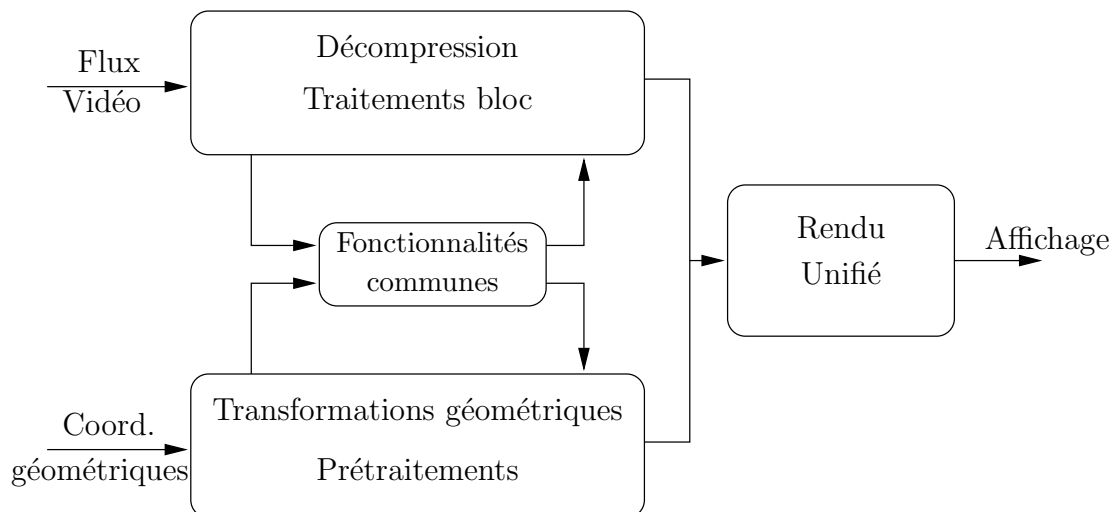 Flux
Vidéo
Décompression
Traitements bloc
Fonctionnalités
communes
Rendu
Unifié
Affichage
Coord.
géométriques
Transformations géométriques
Prétraitements